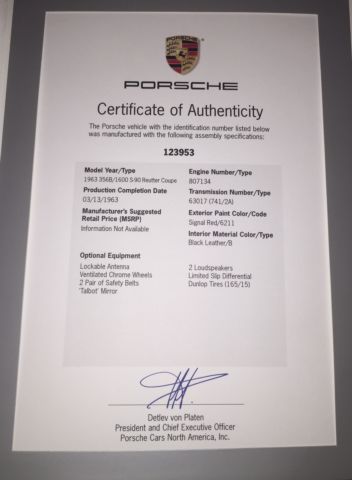 PORSCHE
Certificate of Authenticity
The Porsche vehicle with the identification number listed below
was manufactured with the following assembly specifications:
123953
Model Year/Type
1963 356B/1600 S-90 Reutter Coupe
Production Completion Date
03/13/1963
Manufacturer's Suggested
Retail Price (MSRP)
Information Not Available
Engine Number/Type
807134
Transmission Number/Type
63017 (741/2A)
Exterior Paint Color/Code
Signal Red/6211
Interior Material Color/Type
Black Leather/B
Optional Equipment
Lockable Antenna
Ventilated Chrome Wheels
2 Pair of Safety Belts
'Talbot' Mirror
2 Loudspeakers
Limited Slip Differential
Dunlop Tires (165/15)
Detlev von Platen
President and Chief Executive Officer
Porsche Cars North America, Inc.